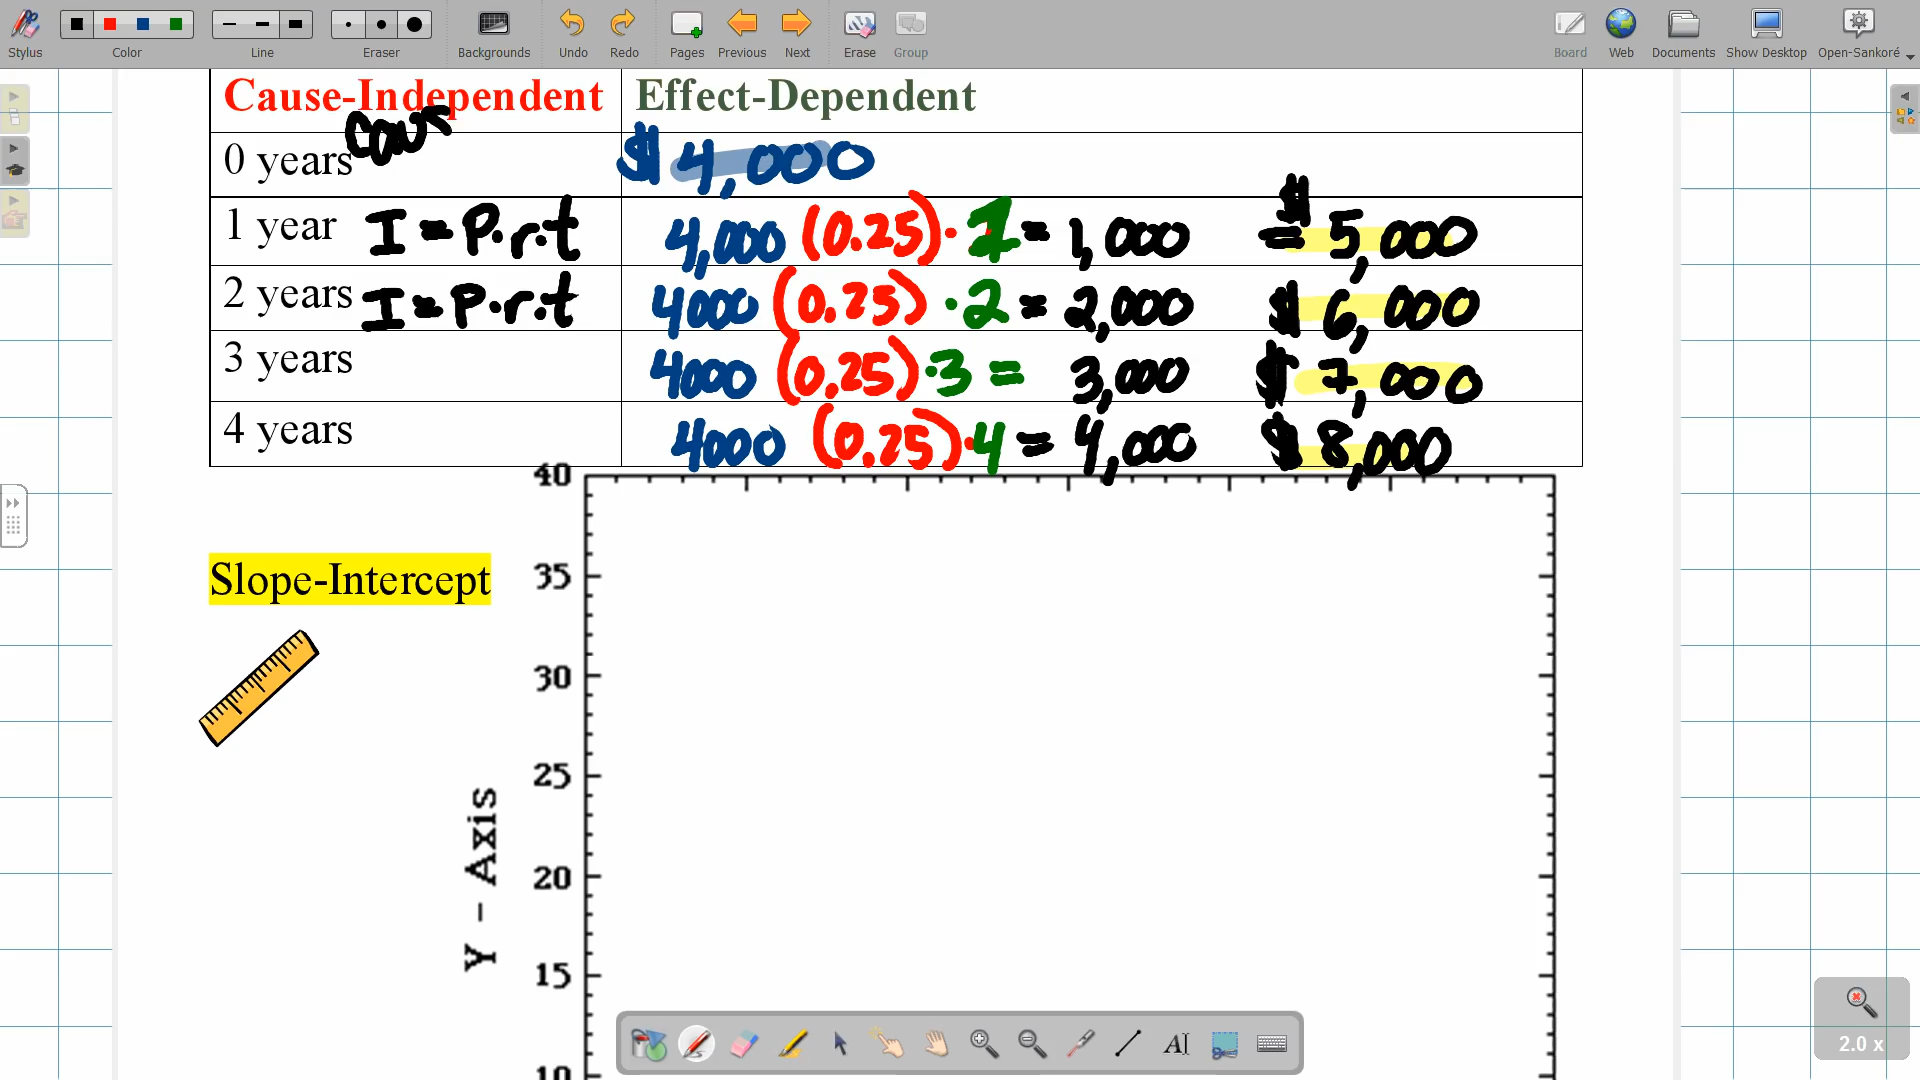 Stylus Color Line Eraser Backgrounds Undo Redo Pages Previous Next Erase Group Board Web Documents Show Desktop Open-Sankoré
Cause-Independent Effect-Dependent
0 years $4,000
1 year I = P.r.t 4,000 (0.25) · 1 = 1,000 = $5,000
2 years I = P.r.t 4000 (0.25) · 2 = 2,000 $6,000
3 years 4000 (0.25) · 3 = 3,000 $7,000
4 years 4000 (0.25) · 4 = 4,000 $8,000
40
Slope-Intercept
35
30
25
20
15
10
Y - Axis
2.0 x